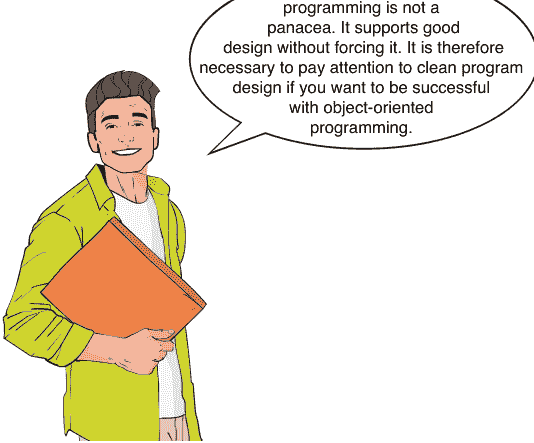 programming is not a
panacea. It supports good
design without forcing it. It is therefore
necessary to pay attention to clean program
design if you want to be successful
with object-oriented
programming.